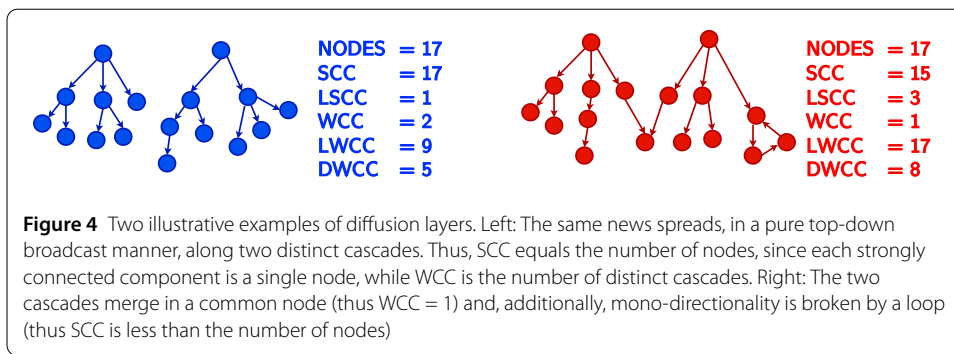 NODES = 17
SCC = 17
LSCC = 1
WCC = 2
LWCC = 9
DWCC = 5
NODES = 17
SCC = 15
LSCC = 3
WCC = 1
LWCC = 17
DWCC = 8
Figure 4 Two illustrative examples of diffusion layers. Left: The same news spreads, in a pure top-down
broadcast manner, along two distinct cascades. Thus, SCC equals the number of nodes, since each strongly
connected component is a single node, while WCC is the number of distinct cascades. Right: The two
cascades merge in a common node (thus WCC = 1) and, additionally, mono-directionality is broken by a loop
(thus SCC is less than the number of nodes)